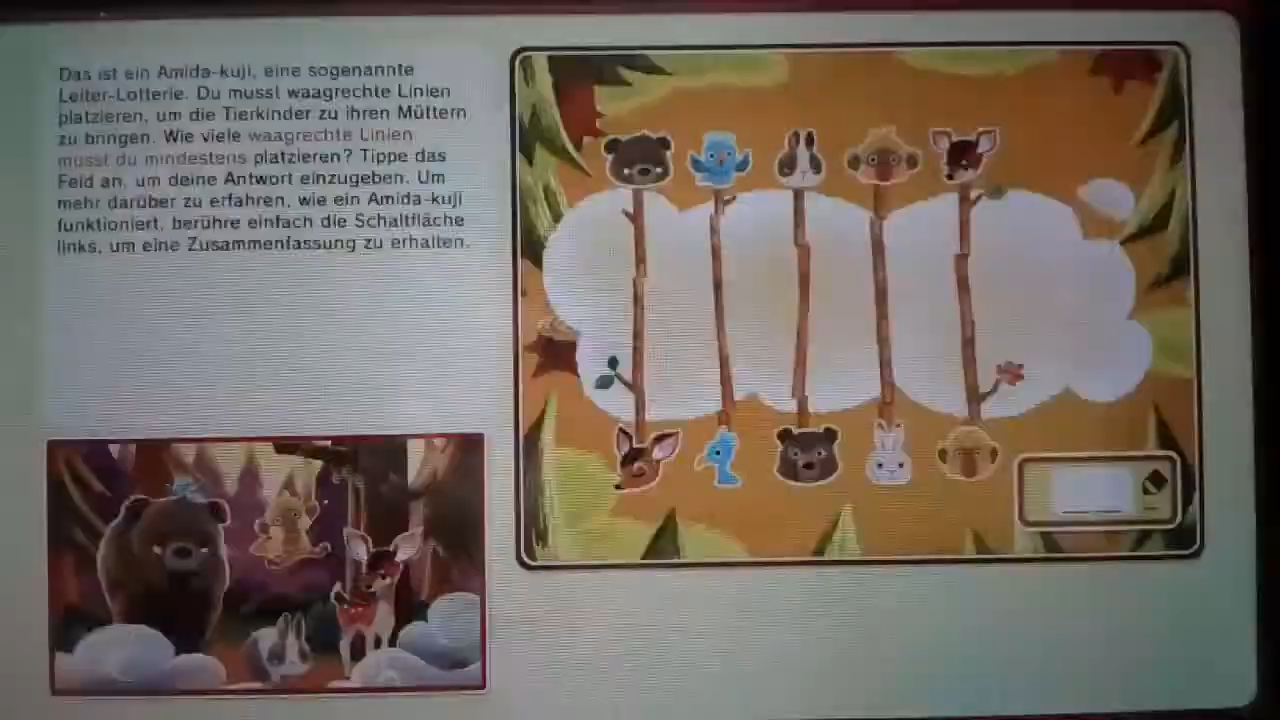 Das ist ein Amida-kuji, eine sogenannte
Leiter-Lotterie. Du musst waagrechte Linien
platzieren, um die Tierkinder zu ihren Müttern
zu bringen. Wie viele waagrechte Linien
musst du mindestens platzieren? Tippe das
Feld an, um deine Antwort einzugeben. Um
mehr darüber zu erfahren, wie ein Amida-kuji
funktioniert, berühre einfach die Schaltfläche
links, um eine Zusammenfassung zu erhalten.